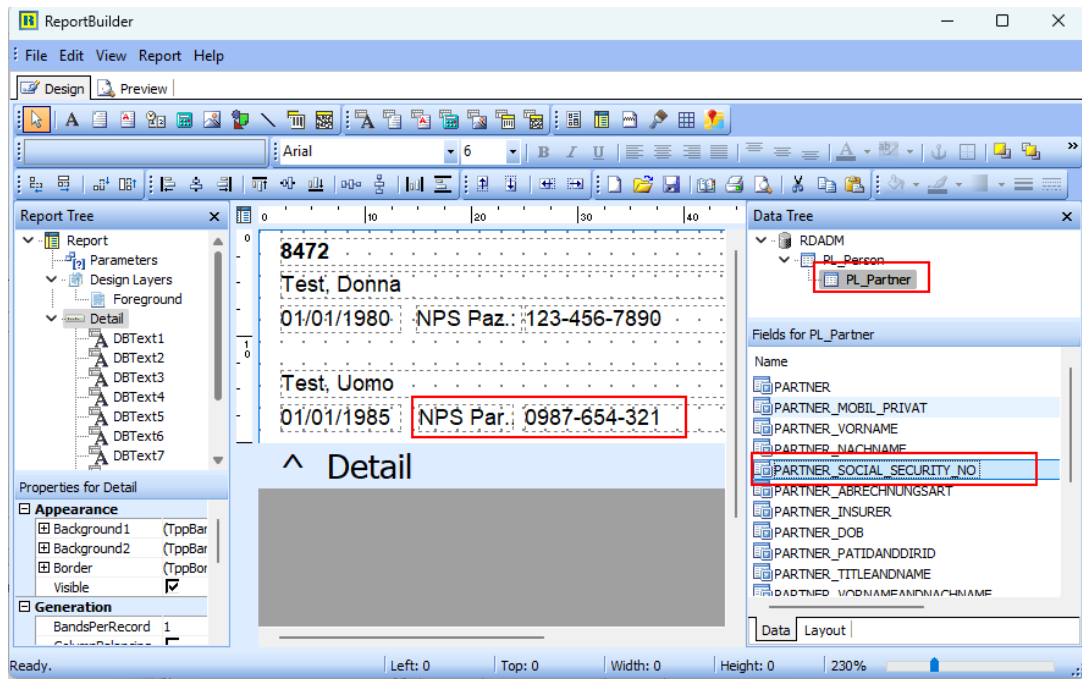 ReportBuilder
File Edit View Report Help
Design Preview
Arial 6 B I U
Report Tree
Report
Parameters
Design Layers
Foreground
Detail
DBText1
DBText2
DBText3
DBText4
DBText5
DBText6
DBText7
Properties for Detail
Appearance
Background1 (TppBar
Background2 (TppBar
Border (TppBor
Visible
Generation
BandsPerRecord 1
0 10 20 30 40
0
8472
Test, Donna
01/01/1980 NPS Paz.: 123-456-7890
10
Test, Uomo
01/01/1985 NPS Par.: 0987-654-321
^ Detail
Data Tree
RDADM
PL_Person
PL_Partner
Fields for PL_Partner
Name
PARTNER
PARTNER_MOBIL_PRIVAT
PARTNER_VORNAME
PARTNER_NACHNAME
PARTNER_SOCIAL_SECURITY_NO
PARTNER_ABRECHNUNGSART
PARTNER_INSURER
PARTNER_DOB
PARTNER_PATIDANDDIRID
PARTNER_TITLEANDNAME
PARTNER_VORNAMEANDNACHNAME
Data Layout
Ready. Left: 0 Top: 0 Width: 0 Height: 0 230%